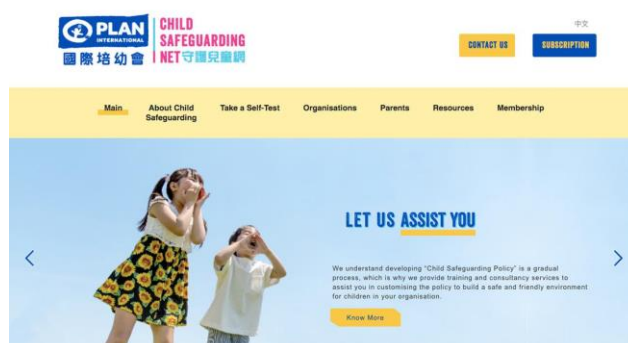 PLAN
INTERNATIONAL
國際培幼會
CHILD
SAFEGUARDING
NET守護兒童網
中文
CONTACT US
SUBSCRIPTION
Main
About Child
Safeguarding
Take a Self-Test
Organisations
Parents
Resources
Membership
LET US ASSIST YOU
We understand developing "Child Safeguarding Policy" is a gradual
process, which is why we provide training and consultancy services to
assist you in customising the policy to build a safe and friendly environment
for children in your organisation.
Know More